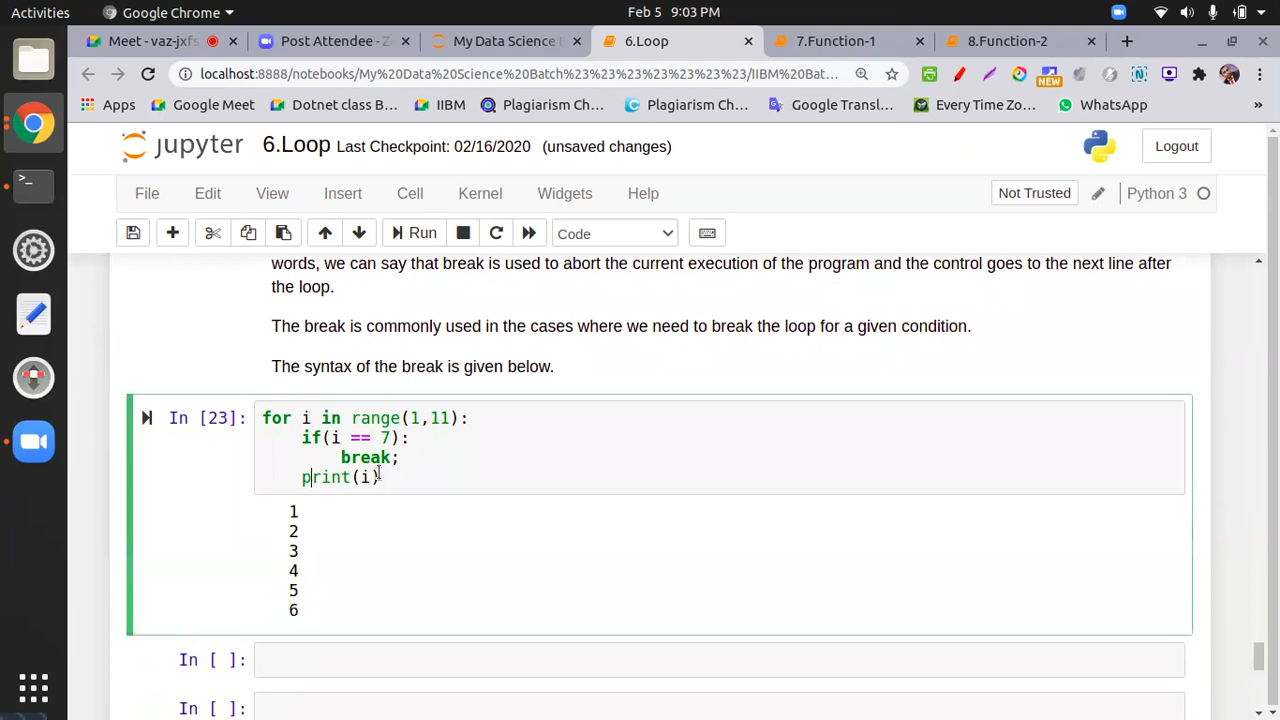 Activities
Google Chrome
Feb 5 9:03 PM
Meet - vaz-jxfs
Post Attendee - Z
My Data Science B
6.Loop
7.Function-1
8.Function-2
localhost:8888/notebooks/My%20Data%20Science%20Batch%23%23%23%23%23%23%23/IIBM%20Bat...
NEW
Apps
Google Meet
Dotnet class B...
IIBM
Plagiarism Ch...
Plagiarism Ch...
Google Transl...
Every Time Zo...
WhatsApp
jupyter
6.Loop Last Checkpoint: 02/16/2020 (unsaved changes)
Logout
File
Edit
View
Insert
Cell
Kernel
Widgets
Help
Not Trusted
Python 3
Run
Code
words, we can say that break is used to abort the current execution of the program and the control goes to the next line after
the loop.
The break is commonly used in the cases where we need to break the loop for a given condition.
The syntax of the break is given below.
In [23]:
for i in range(1,11):
if(i == 7):
break;
print(i)
1
2
3
4
5
6
In [ ]:
In [ ]: